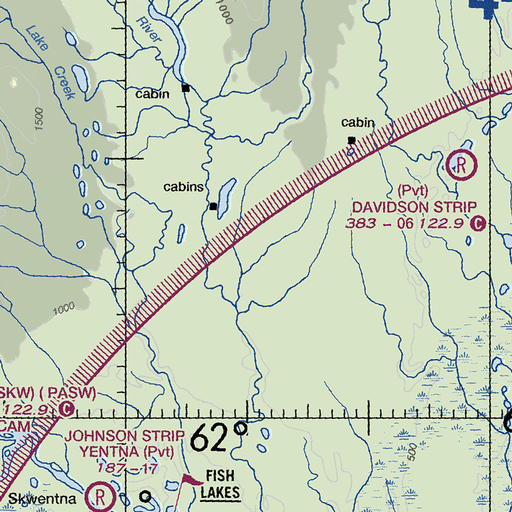 1000
River
Lake
Creek
1500
cabin
cabin
cabins
R
(Pvt)
DAVIDSON STRIP
383 - 06 122.9 C
1000
SKW) ( PASW)
122.9 C
CAM
JOHNSON STRIP
YENTNA (Pvt)
187-17
62°
500
FISH
LAKES
Skwentna
R